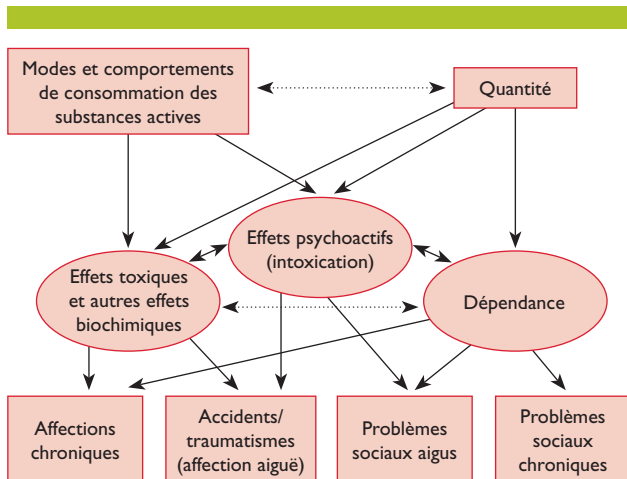 Modes et comportements
de consommation des
substances actives
Quantité
Effets psychoactifs
(intoxication)
Effets toxiques
et autres effets
biochimiques
Dépendance
Affections
chroniques
Accidents/
traumatismes
(affection aiguë)
Problèmes
sociaux aigus
Problèmes
sociaux
chroniques